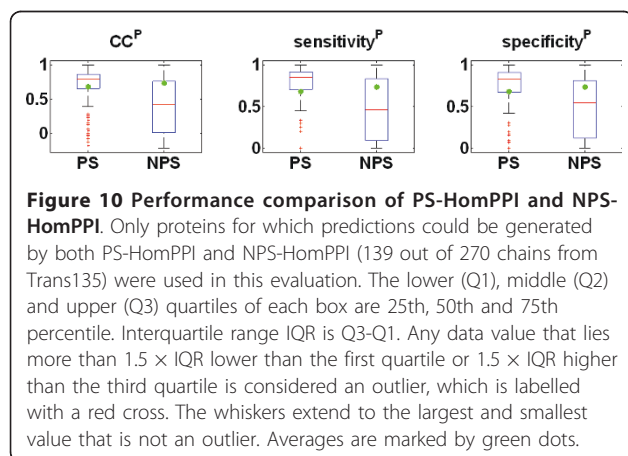 CC^P
sensitivity^P
specificity^P
1
0.5
0
PS
NPS
1
0.5
0
PS
NPS
1
0.5
0
PS
NPS
Figure 10 Performance comparison of PS-HomPPI and NPS-
HomPPI. Only proteins for which predictions could be generated
by both PS-HomPPI and NPS-HomPPI (139 out of 270 chains from
Trans135) were used in this evaluation. The lower (Q1), middle (Q2)
and upper (Q3) quartiles of each box are 25th, 50th and 75th
percentile. Interquartile range IQR is Q3-Q1. Any data value that lies
more than 1.5 × IQR lower than the first quartile or 1.5 × IQR higher
than the third quartile is considered an outlier, which is labelled
with a red cross. The whiskers extend to the largest and smallest
value that is not an outlier. Averages are marked by green dots.